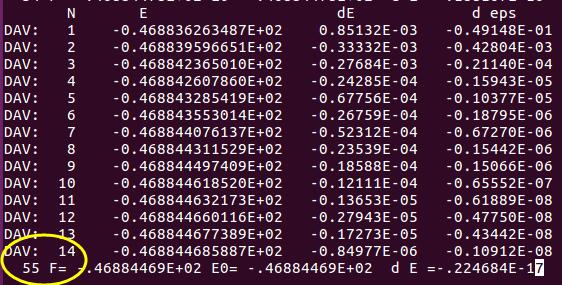 N E dE d eps
DAV: 1 -0.468836263487E+02 0.85132E-03 -0.49148E-01
DAV: 2 -0.468839596651E+02 -0.33332E-03 -0.42804E-03
DAV: 3 -0.468842365010E+02 -0.27684E-03 -0.21140E-04
DAV: 4 -0.468842607860E+02 -0.24285E-04 -0.15943E-05
DAV: 5 -0.468843285419E+02 -0.67756E-04 -0.10377E-05
DAV: 6 -0.468843553014E+02 -0.26759E-04 -0.18795E-06
DAV: 7 -0.468844076137E+02 -0.52312E-04 -0.67270E-06
DAV: 8 -0.468844311529E+02 -0.23539E-04 -0.15442E-06
DAV: 9 -0.468844497409E+02 -0.18588E-04 -0.15066E-06
DAV: 10 -0.468844618520E+02 -0.12111E-04 -0.65552E-07
DAV: 11 -0.468844632173E+02 -0.13653E-05 -0.61889E-08
DAV: 12 -0.468844660116E+02 -0.27943E-05 -0.47750E-08
DAV: 13 -0.468844677389E+02 -0.17273E-05 -0.43442E-08
DAV: 14 -0.468844685887E+02 -0.84977E-06 -0.10912E-08
55 F= -.46884469E+02 E0= -.46884469E+02 d E =-.224684E-17